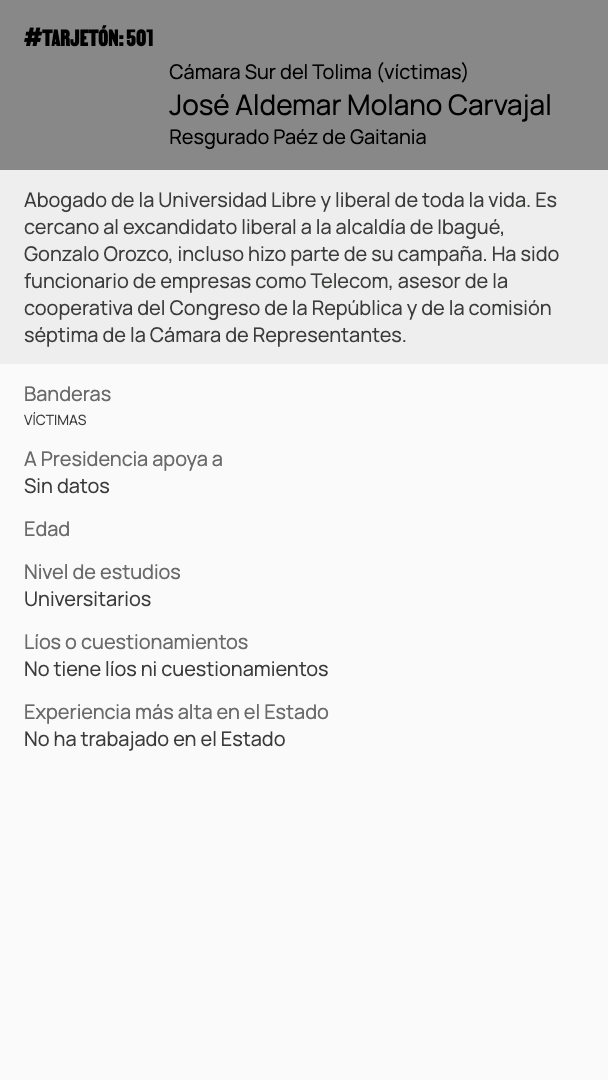 #TARJETÓN: 501
Cámara Sur del Tolima (víctimas)
José Aldemar Molano Carvajal
Resgurado Paéz de Gaitania
Abogado de la Universidad Libre y liberal de toda la vida. Es
cercano al excandidato liberal a la alcaldía de Ibagué,
Gonzalo Orozco, incluso hizo parte de su campaña. Ha sido
funcionario de empresas como Telecom, asesor de la
cooperativa del Congreso de la República y de la comisión
séptima de la Cámara de Representantes.
Banderas
VÍCTIMAS
A Presidencia apoya a
Sin datos
Edad
Nivel de estudios
Universitarios
Líos o cuestionamientos
No tiene líos ni cuestionamientos
Experiencia más alta en el Estado
No ha trabajado en el Estado